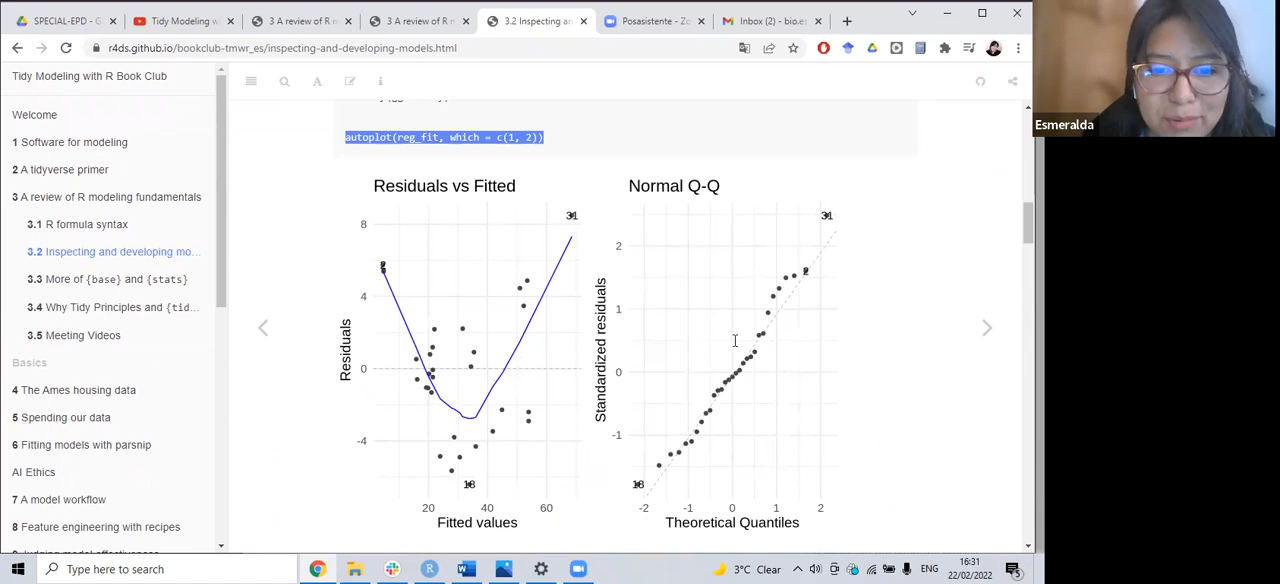 SPECIAL-EPD - G
Tidy Modeling w
3 A review of R m
3 A review of R m
3.2 Inspecting an
Posasistente - Zo
Inbox (2) - bio.e
r4ds.github.io/bookclub-tmwr_es/inspecting-and-developing-models.html
Tidy Modeling with R Book Club
Welcome
1 Software for modeling
2 A tidyverse primer
3 A review of R modeling fundamentals
3.1 R formula syntax
3.2 Inspecting and developing mo...
3.3 More of {base} and {stats}
3.4 Why Tidy Principles and {tid...
3.5 Meeting Videos
Basics
4 The Ames housing data
5 Spending our data
6 Fitting models with parsnip
AI Ethics
7 A model workflow
8 Feature engineering with recipes
autoplot(reg_fit, which = c(1, 2))
Residuals vs Fitted
31
8
2
4
0
-4
18
20
40
60
Residuals
Fitted values
Normal Q-Q
31
2
2
1
0
-1
18
-2
-1
0
1
2
Standardized residuals
Theoretical Quantiles
Esmeralda
Type here to search
3°C Clear
ENG
16:31
22/02/2022
5